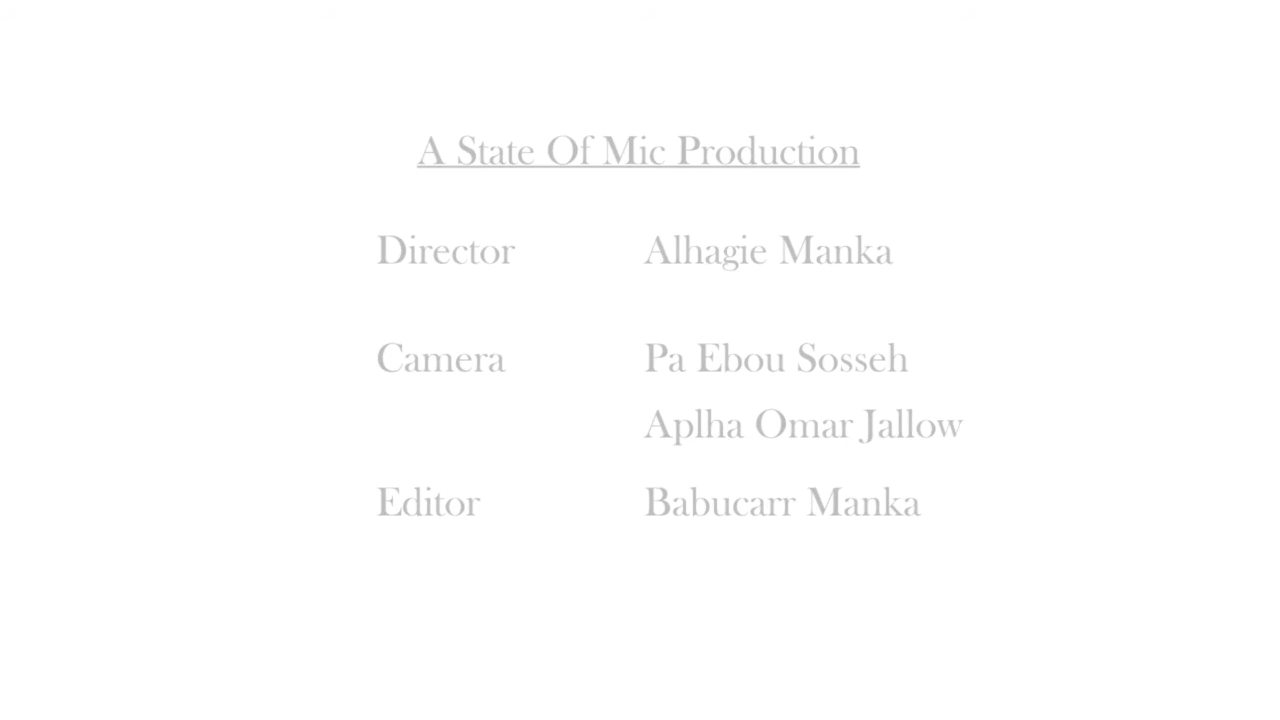 A State Of Mic Production
Director Alhagie Manka
Camera Pa Ebou Sosseh
Aplha Omar Jallow
Editor Babucarr Manka